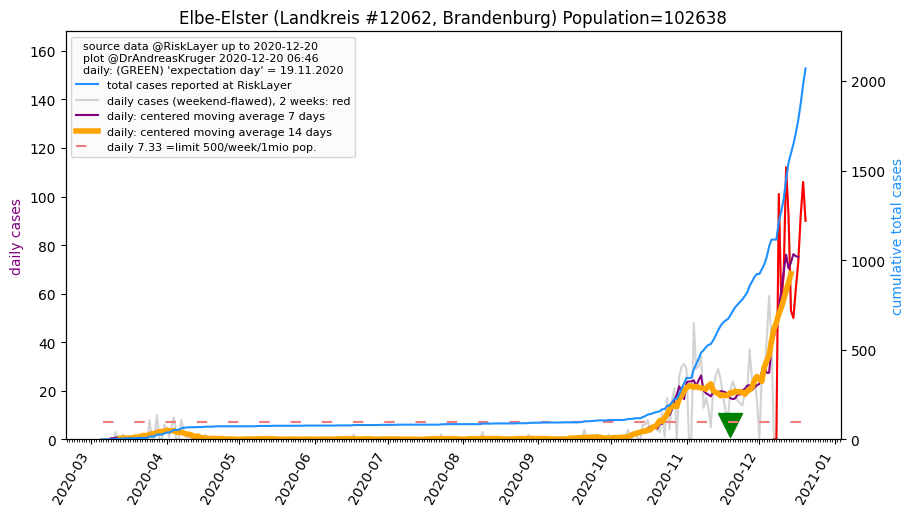 Elbe-Elster (Landkreis #12062, Brandenburg) Population=102638
source data @RiskLayer up to 2020-12-20
plot @DrAndreasKruger 2020-12-20 06:46
daily: (GREEN) 'expectation day' = 19.11.2020
total cases reported at RiskLayer
daily cases (weekend-flawed), 2 weeks: red
daily: centered moving average 7 days
daily: centered moving average 14 days
daily 7.33 =limit 500/week/1mio pop.
daily cases
160
140
120
100
80
60
40
20
0
cumulative total cases
2000
1500
1000
500
0
2020-03
2020-04
2020-05
2020-06
2020-07
2020-08
2020-09
2020-10
2020-11
2020-12
2021-01